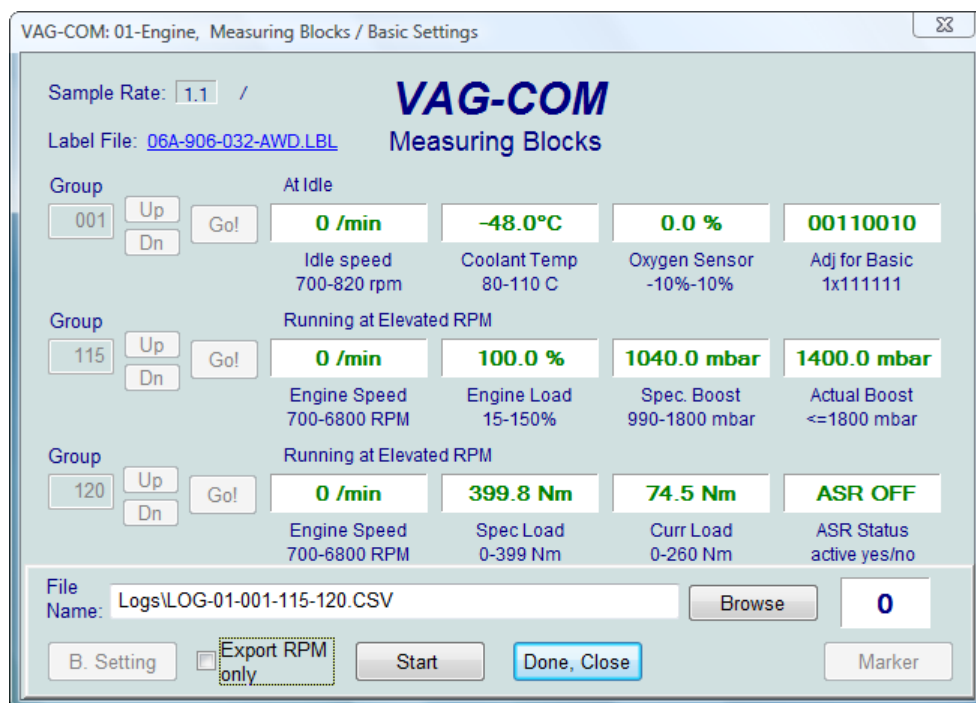 VAG-COM: 01-Engine, Measuring Blocks / Basic Settings
Sample Rate: 1.1 /
VAG-COM
Label File: 06A-906-032-AWD.LBL
Measuring Blocks
Group
At Idle
001 Up Dn Go! 0 /min -48.0°C 0.0 % 00110010
Idle speed Coolant Temp Oxygen Sensor Adj for Basic
700-820 rpm 80-110 C -10%-10% 1x111111
Group
Running at Elevated RPM
115 Up Dn Go! 0 /min 100.0 % 1040.0 mbar 1400.0 mbar
Engine Speed Engine Load Spec. Boost Actual Boost
700-6800 RPM 15-150% 990-1800 mbar <=1800 mbar
Group
Running at Elevated RPM
120 Up Dn Go! 0 /min 399.8 Nm 74.5 Nm ASR OFF
Engine Speed Spec Load Curr Load ASR Status
700-6800 RPM 0-399 Nm 0-260 Nm active yes/no
File
Name: Logs\LOG-01-001-115-120.CSV Browse 0
B. Setting Export RPM
only Start Done, Close Marker